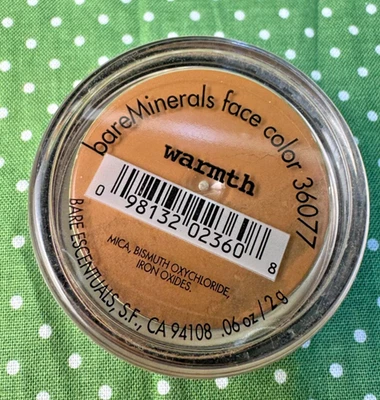 bareMinerals face color 36077
warmth
0 98132 02360 8
MICA, BISMUTH OXYCHLORIDE,
IRON OXIDES.
BARE ESCENTUALS, S.F., CA 94108 .06 oz / 2 g